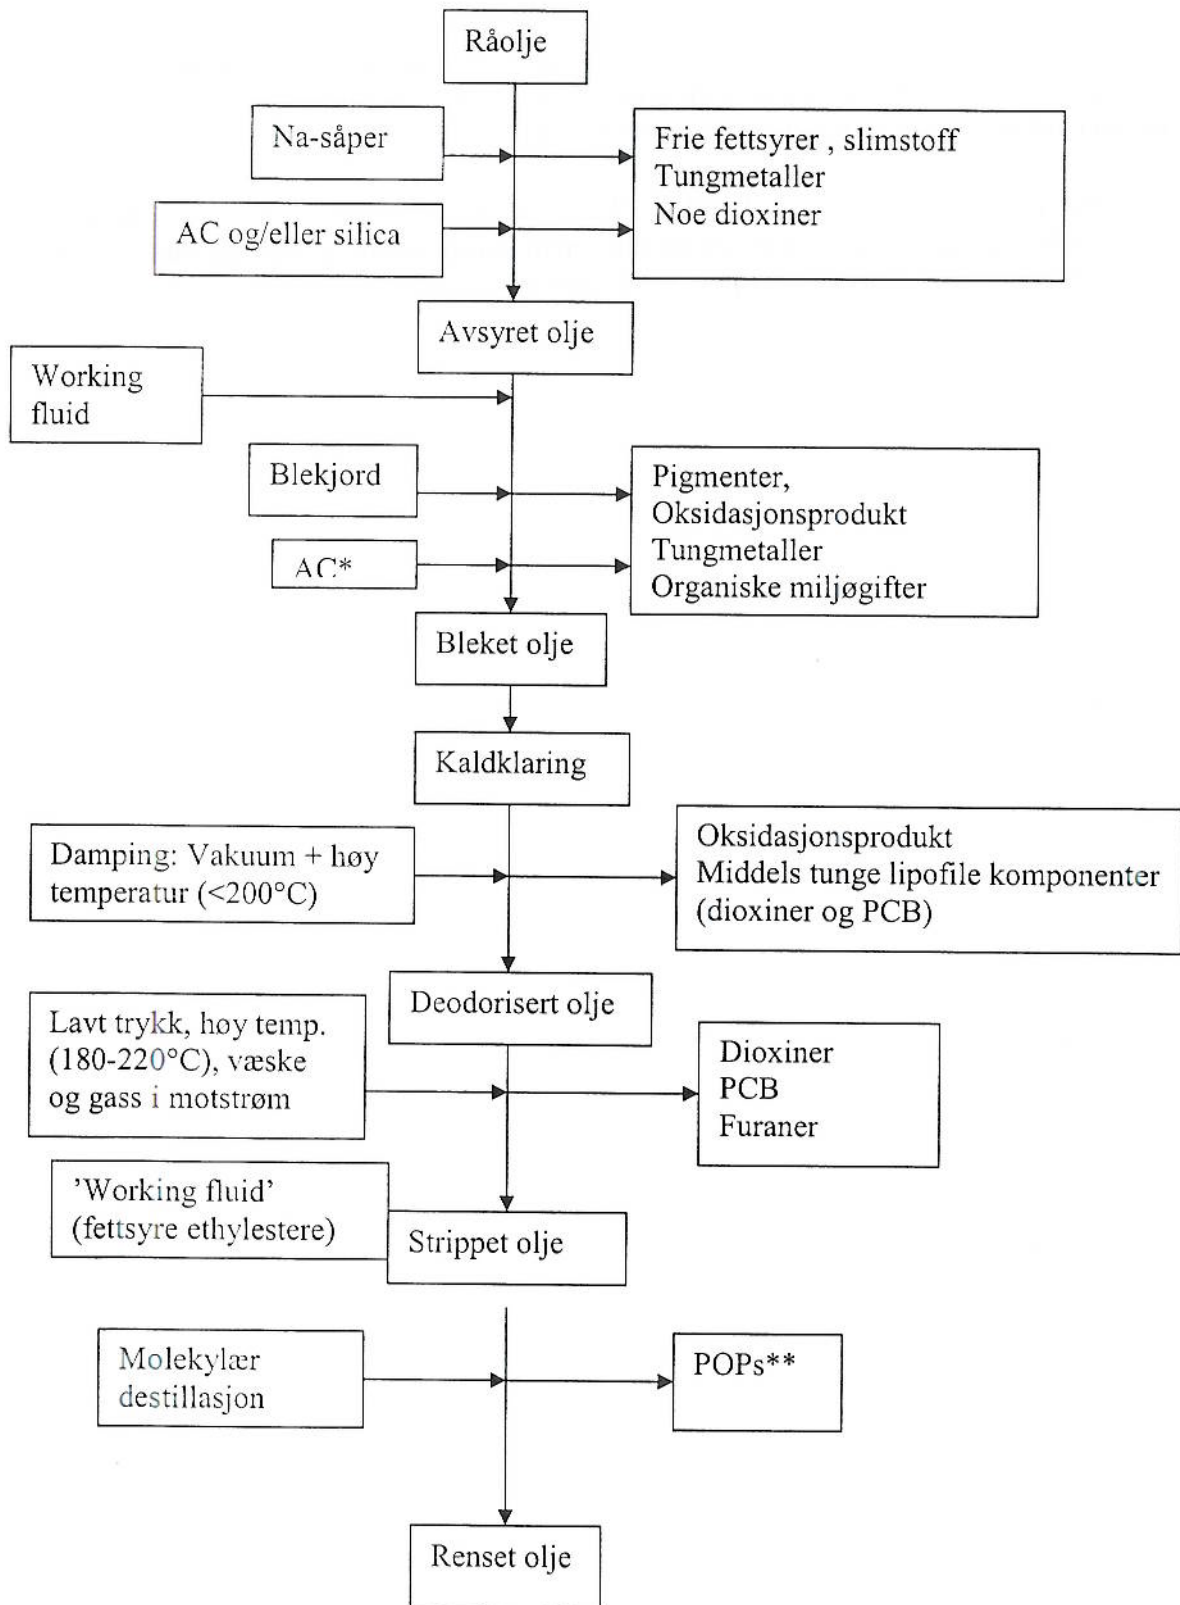 Råolje
Na-såper
Frie fettsyrer , slimstoff
Tungmetaller
Noe dioxiner
AC og/eller silica
Avsyret olje
Working
fluid
Blekjord
Pigmenter,
Oksidasjonsprodukt
Tungmetaller
Organiske miljøgifter
AC*
Bleket olje
Kaldklaring
Damping: Vakuum + høy
temperatur (<200°C)
Oksidasjonsprodukt
Middels tunge lipofile komponenter
(dioxiner og PCB)
Deodorisert olje
Lavt trykk, høy temp.
(180-220°C), væske
og gass i motstrøm
Dioxiner
PCB
Furaner
’Working fluid’
(fettsyre ethylestere)
Strippet olje
Molekylær
destillasjon
POPs**
Renset olje